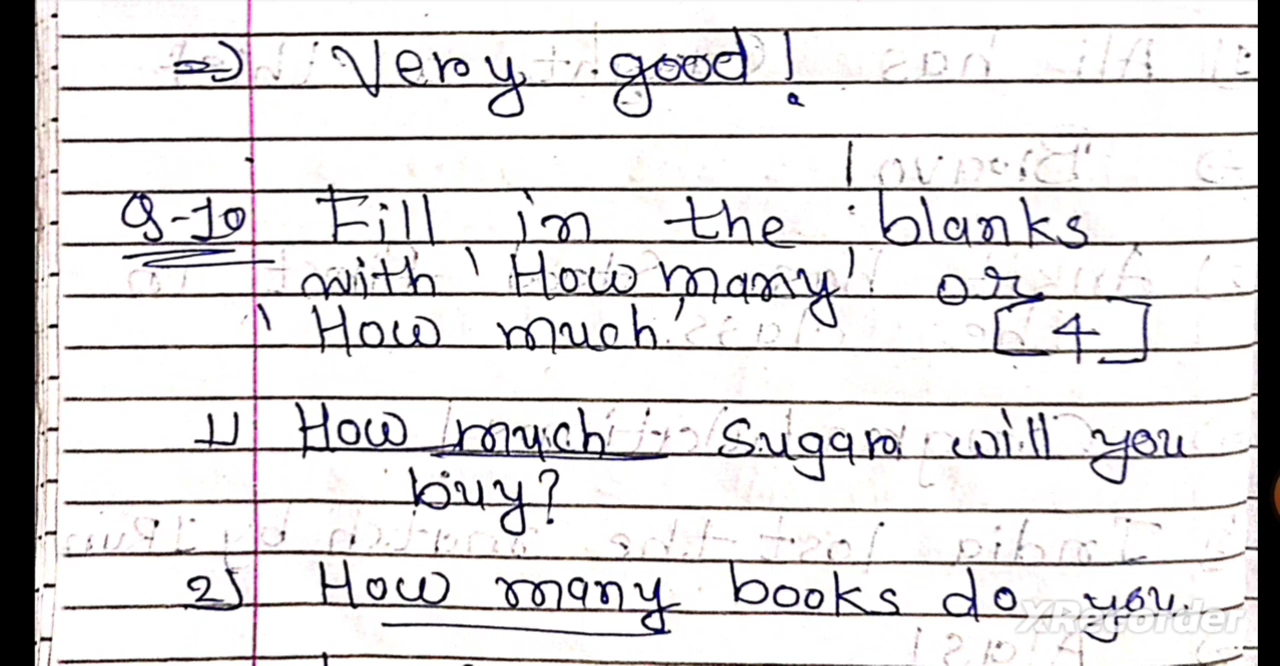 ⇒ Very good!
Q-10 Fill in the blanks
with 'How many' or
'How much' [4]
1) How much sugar will you
buy?
2) How many books do you
XRecorder